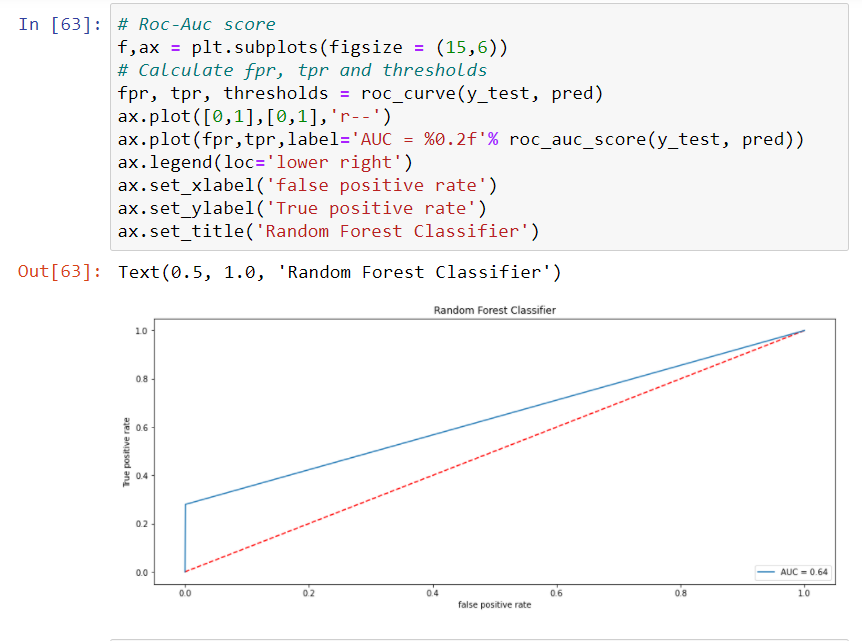 In [63]: # Roc-Auc score
f,ax = plt.subplots(figsize = (15,6))
# Calculate fpr, tpr and thresholds
fpr, tpr, thresholds = roc_curve(y_test, pred)
ax.plot([0,1],[0,1],'r--')
ax.plot(fpr,tpr,label='AUC = %0.2f'% roc_auc_score(y_test, pred))
ax.legend(loc='lower right')
ax.set_xlabel('false positive rate')
ax.set_ylabel('True positive rate')
ax.set_title('Random Forest Classifier')
Out[63]: Text(0.5, 1.0, 'Random Forest Classifier')
Random Forest Classifier
True positive rate
1.0
0.8
0.6
0.4
0.2
0.0
AUC = 0.64
0.0 0.2 0.4 0.6 0.8 1.0
false positive rate